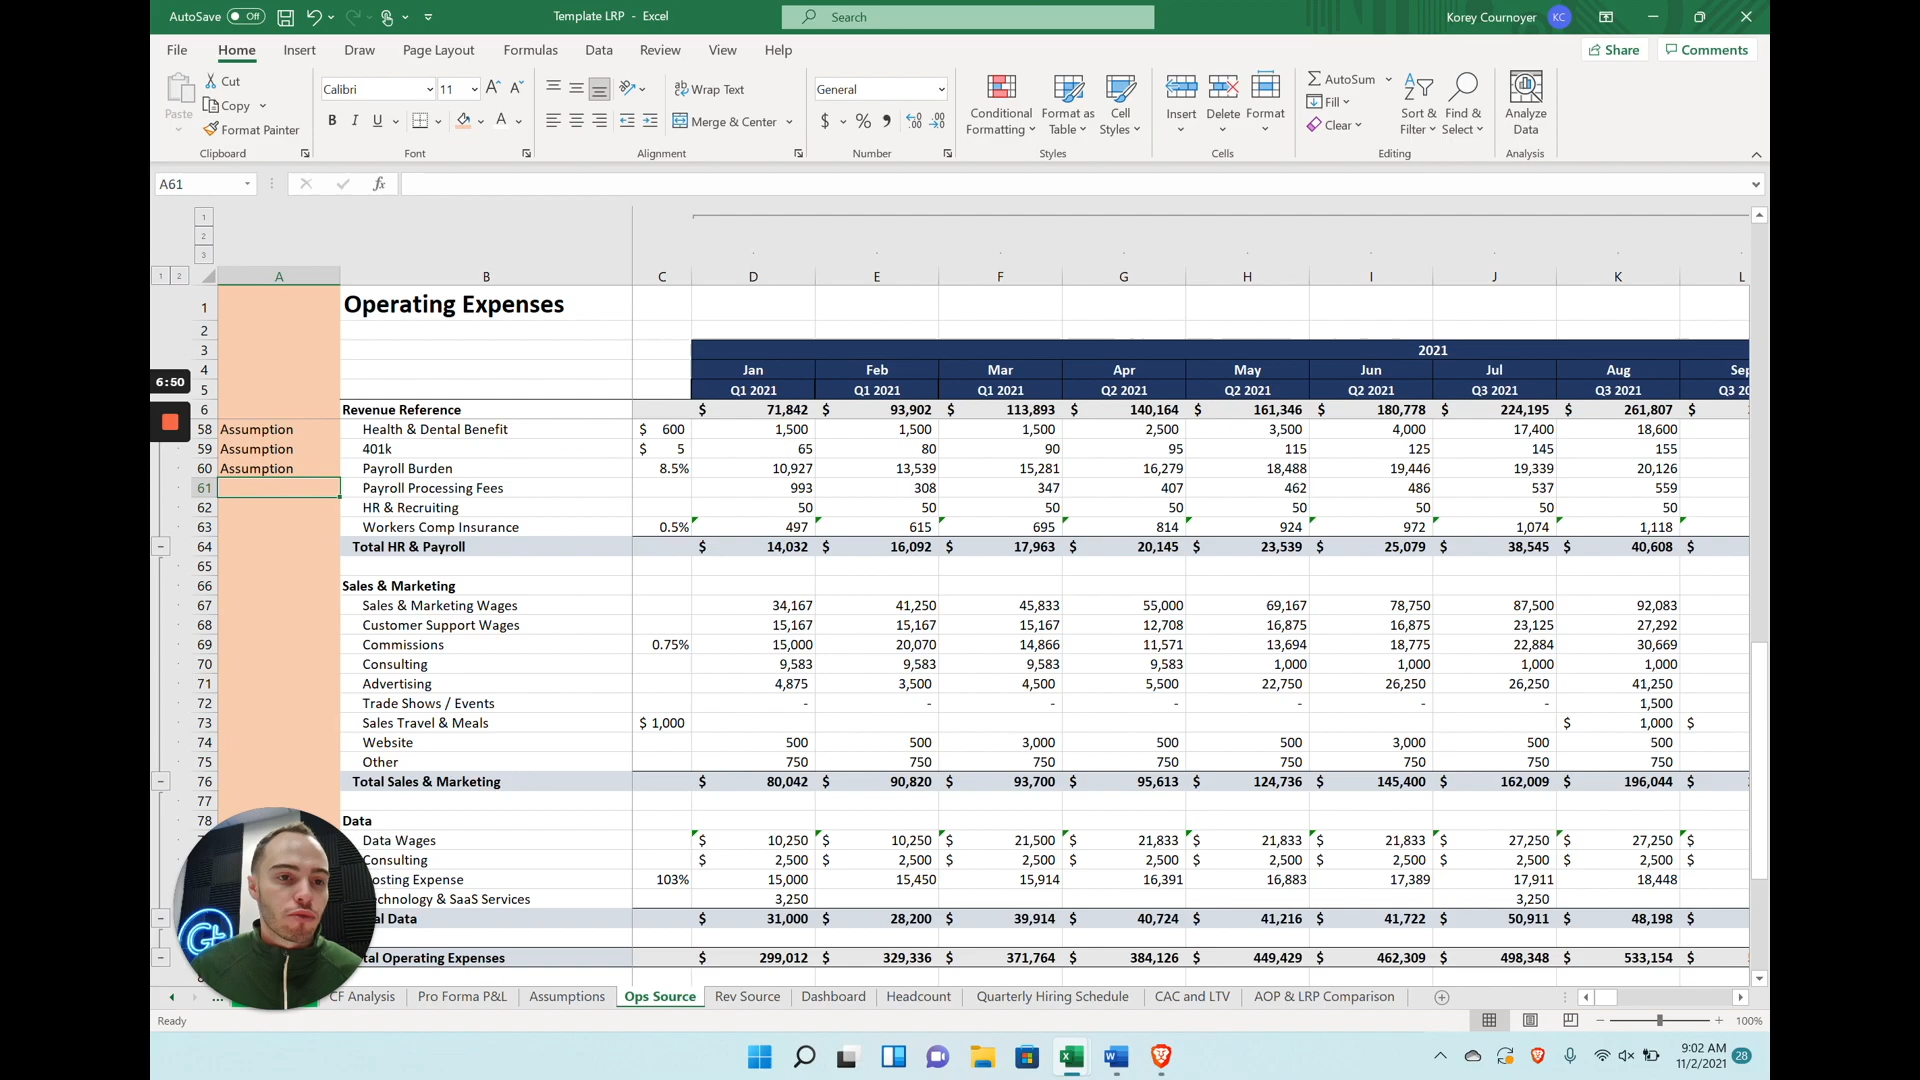 AutoSave Off Template LRP - Excel Search Korey Cournoyer KC
File Home Insert Draw Page Layout Formulas Data Review View Help Share Comments
Paste Cut Copy Format Painter Clipboard
Calibri 11 A A B I U A Font
ab Wrap Text Merge & Center Alignment
General $ % Number
Conditional Formatting Format as Table Cell Styles Styles
Insert Delete Format Cells
AutoSum Fill Clear Sort & Filter Find & Select Editing
Analyze Data Analysis
A61 fx
1
2
3
1 2 A B C D E F G H I J K L
1 Operating Expenses
2
3 2021
4 Jan Feb Mar Apr May Jun Jul Aug Sep
5 Q1 2021 Q1 2021 Q1 2021 Q2 2021 Q2 2021 Q2 2021 Q3 2021 Q3 2021 Q3 20
6:50
6 Revenue Reference $ 71,842 $ 93,902 $ 113,893 $ 140,164 $ 161,346 $ 180,778 $ 224,195 $ 261,807 $
58 Assumption Health & Dental Benefit $ 600 1,500 1,500 1,500 2,500 3,500 4,000 17,400 18,600
59 Assumption 401k $ 5 65 80 90 95 115 125 145 155
60 Assumption Payroll Burden 8.5% 10,927 13,539 15,281 16,279 18,488 19,446 19,339 20,126
61 Payroll Processing Fees 993 308 347 407 462 486 537 559
62 HR & Recruiting 50 50 50 50 50 50 50 50
63 Workers Comp Insurance 0.5% 497 615 695 814 924 972 1,074 1,118
64 Total HR & Payroll $ 14,032 $ 16,092 $ 17,963 $ 20,145 $ 23,539 $ 25,079 $ 38,545 $ 40,608 $
65
66 Sales & Marketing
67 Sales & Marketing Wages 34,167 41,250 45,833 55,000 69,167 78,750 87,500 92,083
68 Customer Support Wages 15,167 15,167 15,167 12,708 16,875 16,875 23,125 27,292
69 Commissions 0.75% 15,000 20,070 14,866 11,571 13,694 18,775 22,884 30,669
70 Consulting 9,583 9,583 9,583 9,583 1,000 1,000 1,000 1,000
71 Advertising 4,875 3,500 4,500 5,500 22,750 26,250 26,250 41,250
72 Trade Shows / Events - - - - - - - 1,500
73 Sales Travel & Meals $ 1,000 $ 1,000 $
74 Website 500 500 3,000 500 500 3,000 500 500
75 Other 750 750 750 750 750 750 750 750
76 Total Sales & Marketing $ 80,042 $ 90,820 $ 93,700 $ 95,613 $ 124,736 $ 145,400 $ 162,009 $ 196,044 $
77
78 Data
Data Wages $ 10,250 $ 10,250 $ 21,500 $ 21,833 $ 21,833 $ 21,833 $ 27,250 $ 27,250 $
Consulting $ 2,500 $ 2,500 $ 2,500 $ 2,500 $ 2,500 $ 2,500 $ 2,500 $ 2,500 $
osting Expense 103% 15,000 15,450 15,914 16,391 16,883 17,389 17,911 18,448
chnology & SaaS Services 3,250 3,250
al Data $ 31,000 $ 28,200 $ 39,914 $ 40,724 $ 41,216 $ 41,722 $ 50,911 $ 48,198 $
tal Operating Expenses $ 299,012 $ 329,336 $ 371,764 $ 384,126 $ 449,429 $ 462,309 $ 498,348 $ 533,154 $
... CF Analysis Pro Forma P&L Assumptions Ops Source Rev Source Dashboard Headcount Quarterly Hiring Schedule CAC and LTV AOP & LRP Comparison
Ready 100%
9:02 AM
11/2/2021 28